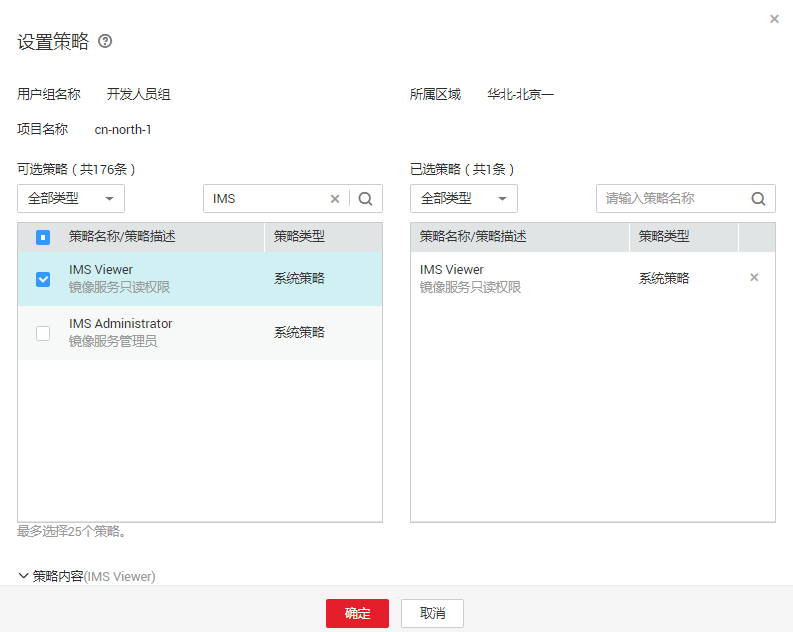 设置策略
用户组名称 开发人员组
所属区域 华北-北京一
项目名称 cn-north-1
可选策略（共176条）
已选策略（共1条）
全部类型 IMS
全部类型 请输入策略名称
策略名称/策略描述 策略类型
策略名称/策略描述 策略类型
IMS Viewer
镜像服务只读权限 系统策略
IMS Viewer
镜像服务只读权限 系统策略
IMS Administrator
镜像服务管理员 系统策略
最多选择25个策略。
策略内容(IMS Viewer)
确定 取消